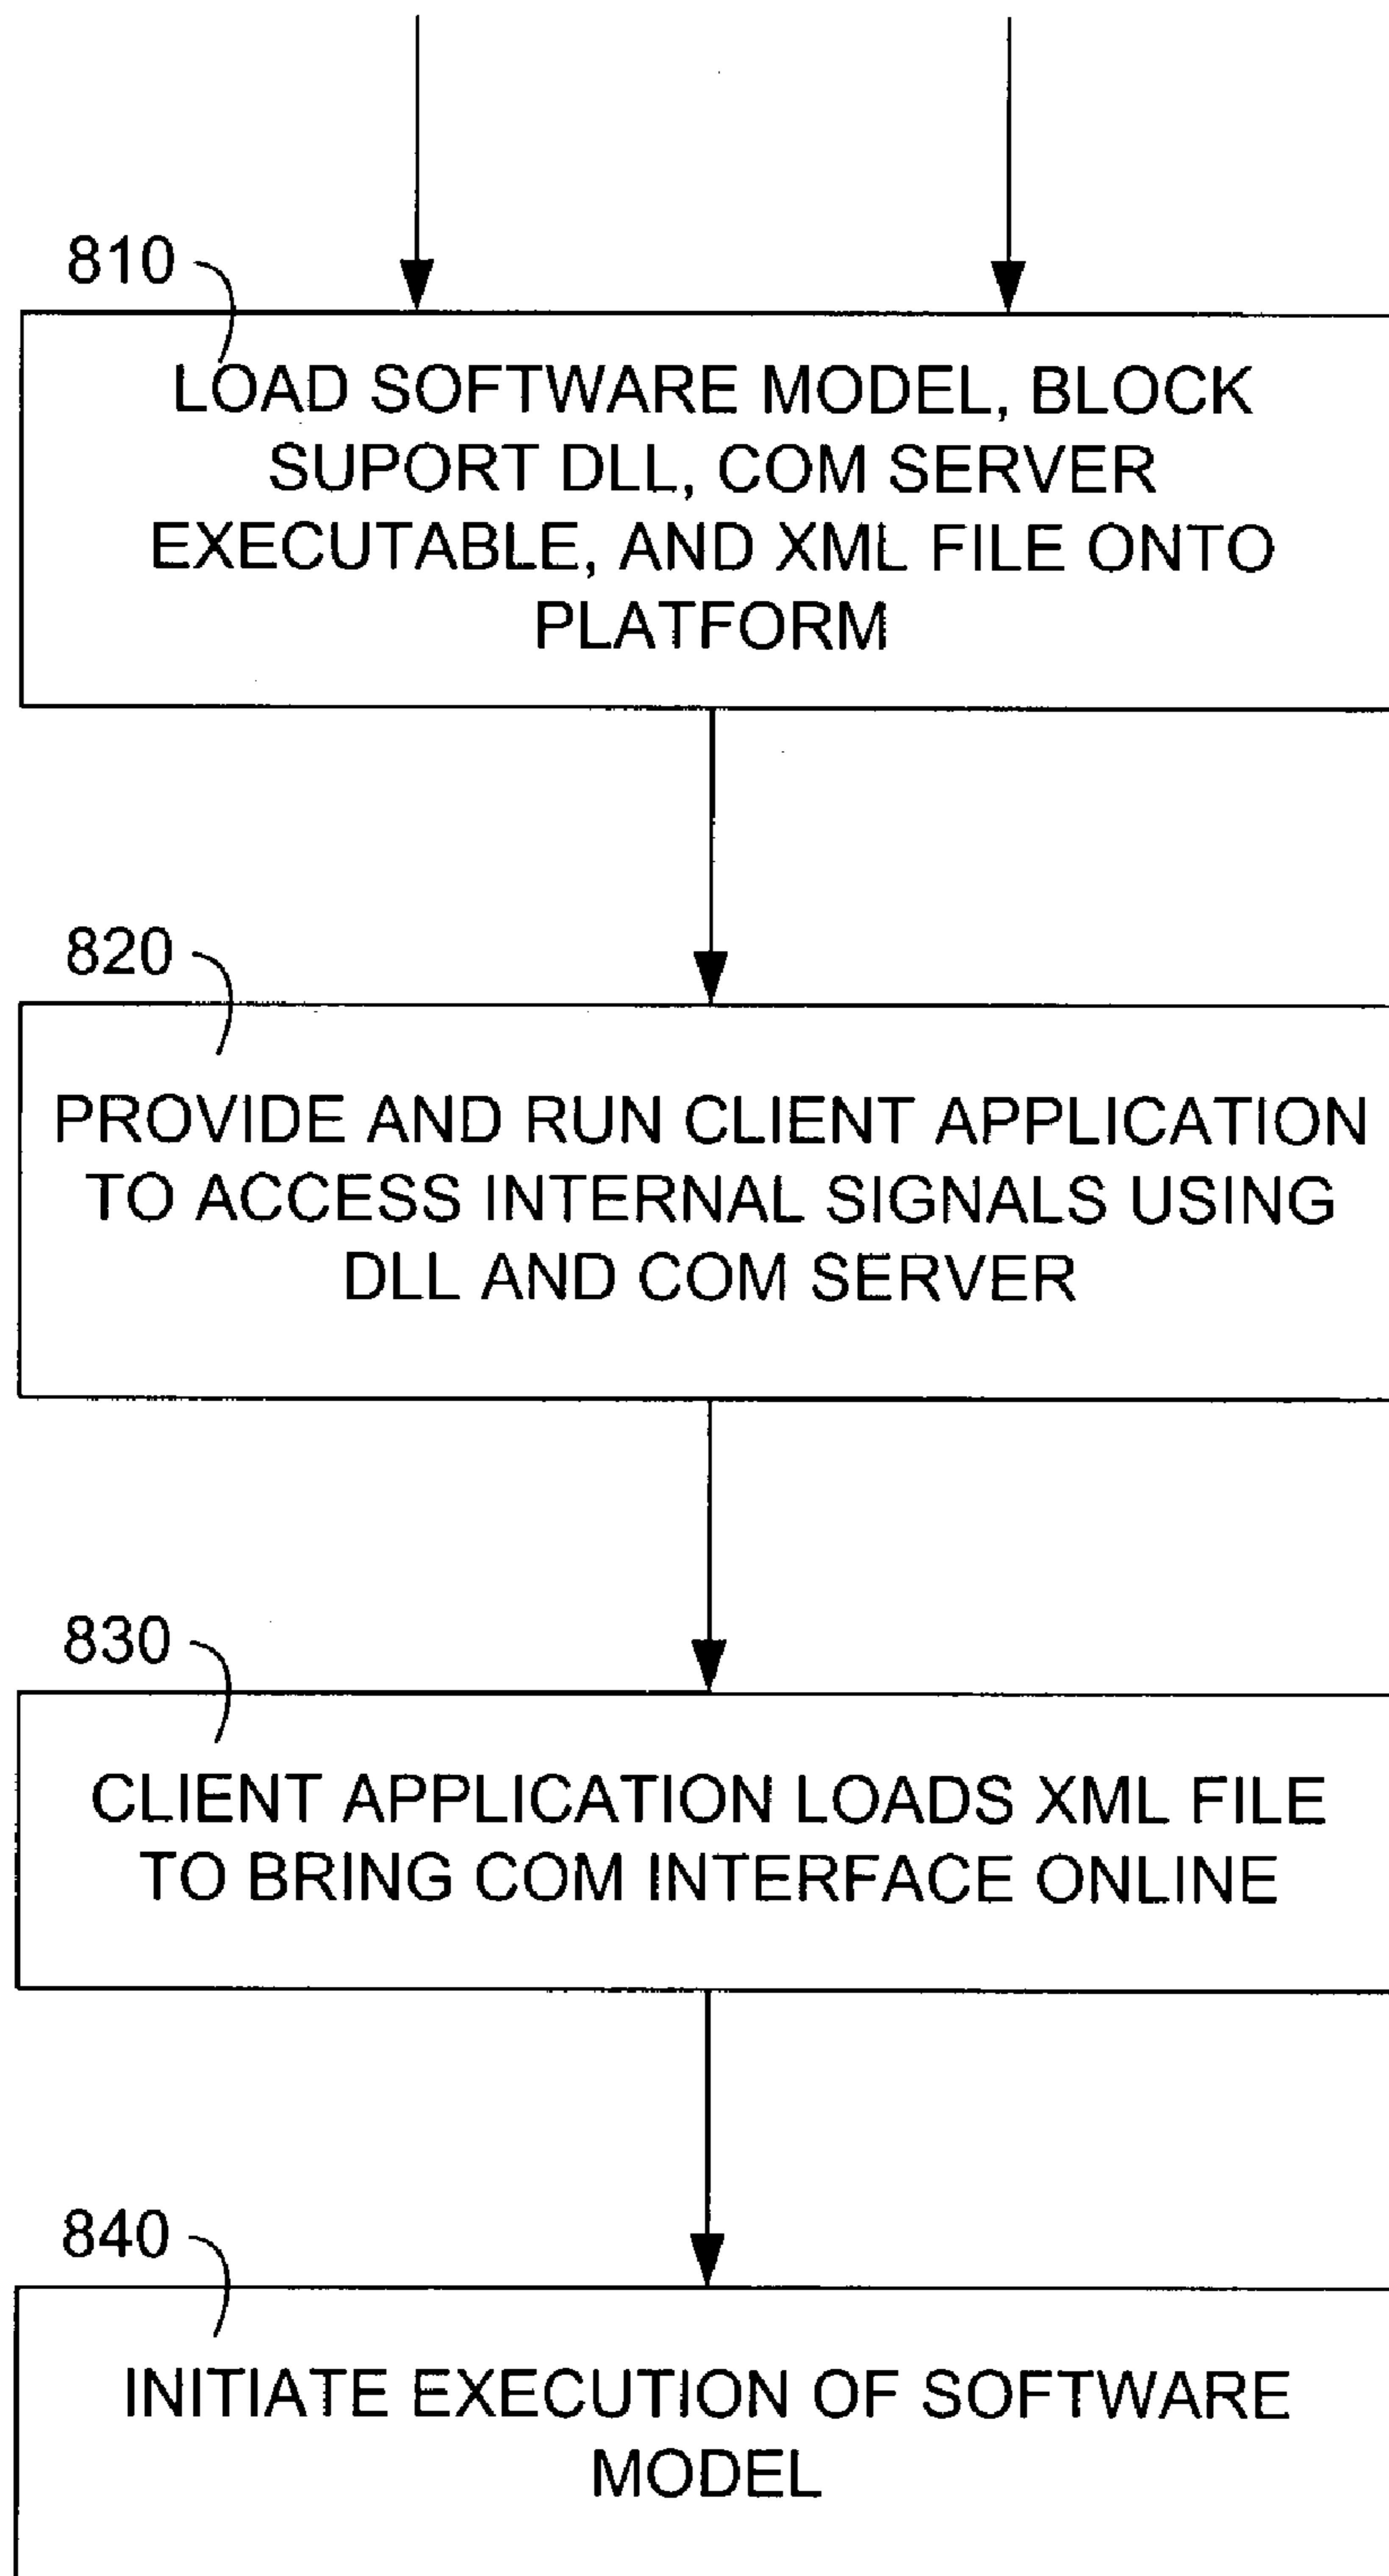 810
LOAD SOFTWARE MODEL, BLOCK
SUPORT DLL, COM SERVER
EXECUTABLE, AND XML FILE ONTO
PLATFORM
820
PROVIDE AND RUN CLIENT APPLICATION
TO ACCESS INTERNAL SIGNALS USING
DLL AND COM SERVER
830
CLIENT APPLICATION LOADS XML FILE
TO BRING COM INTERFACE ONLINE
840
INITIATE EXECUTION OF SOFTWARE
MODEL